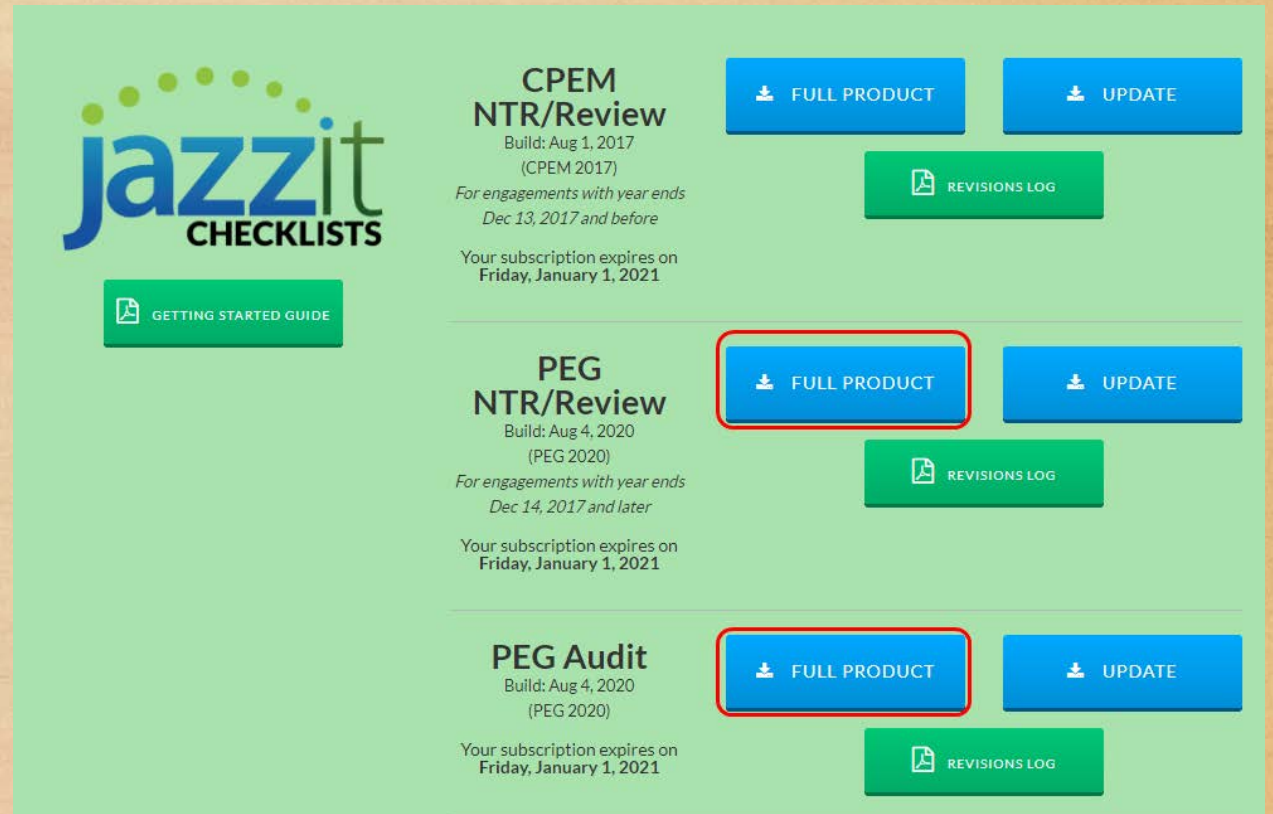 jazzit
CHECKLISTS
GETTING STARTED GUIDE
CPEM
NTR/Review
Build: Aug 1, 2017
(CPEM 2017)
For engagements with year ends
Dec 13, 2017 and before
Your subscription expires on
Friday, January 1, 2021
FULL PRODUCT
UPDATE
REVISIONS LOG
PEG
NTR/Review
Build: Aug 4, 2020
(PEG 2020)
For engagements with year ends
Dec 14, 2017 and later
Your subscription expires on
Friday, January 1, 2021
FULL PRODUCT
UPDATE
REVISIONS LOG
PEG Audit
Build: Aug 4, 2020
(PEG 2020)
Your subscription expires on
Friday, January 1, 2021
FULL PRODUCT
UPDATE
REVISIONS LOG